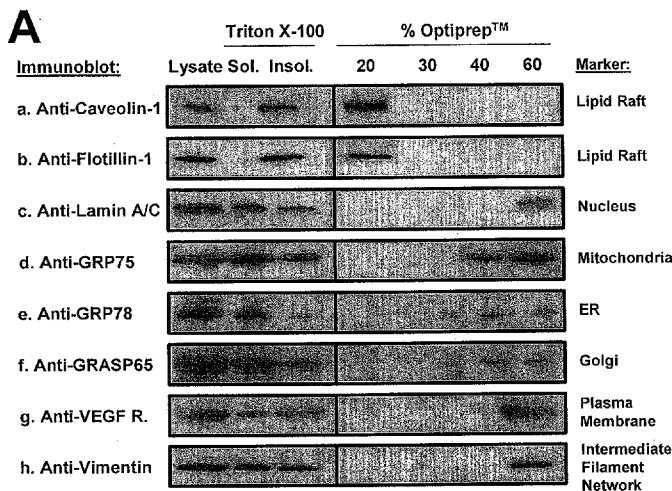 A
Triton X-100 % Optiprep™
Immunoblot: Lysate Sol. Insol. 20 30 40 60 Marker:
a. Anti-Caveolin-1 Lipid Raft
b. Anti-Flotillin-1 Lipid Raft
c. Anti-Lamin A/C Nucleus
d. Anti-GRP75 Mitochondria
e. Anti-GRP78 ER
f. Anti-GRASP65 Golgi
g. Anti-VEGF R. Plasma
Membrane
h. Anti-Vimentin Intermediate
Filament
Network